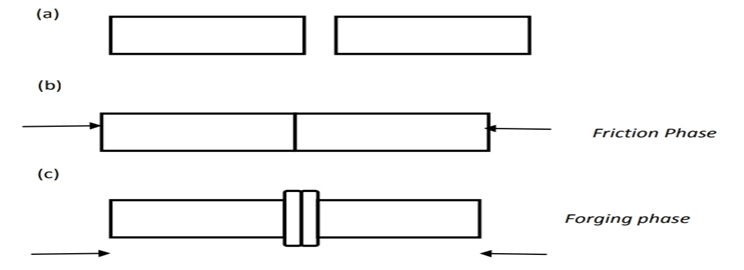 (a)
(b)
Friction Phase
(c)
Forging phase